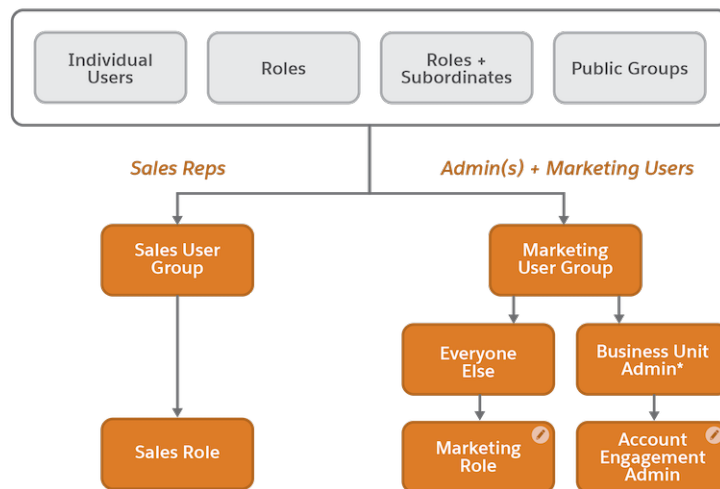 Individual
Users
Roles
Roles +
Subordinates
Public Groups
Sales Reps
Admin(s) + Marketing Users
Sales User
Group
Marketing
User Group
Everyone
Else
Business Unit
Admin*
Sales Role
Marketing
Role
Account
Engagement
Admin